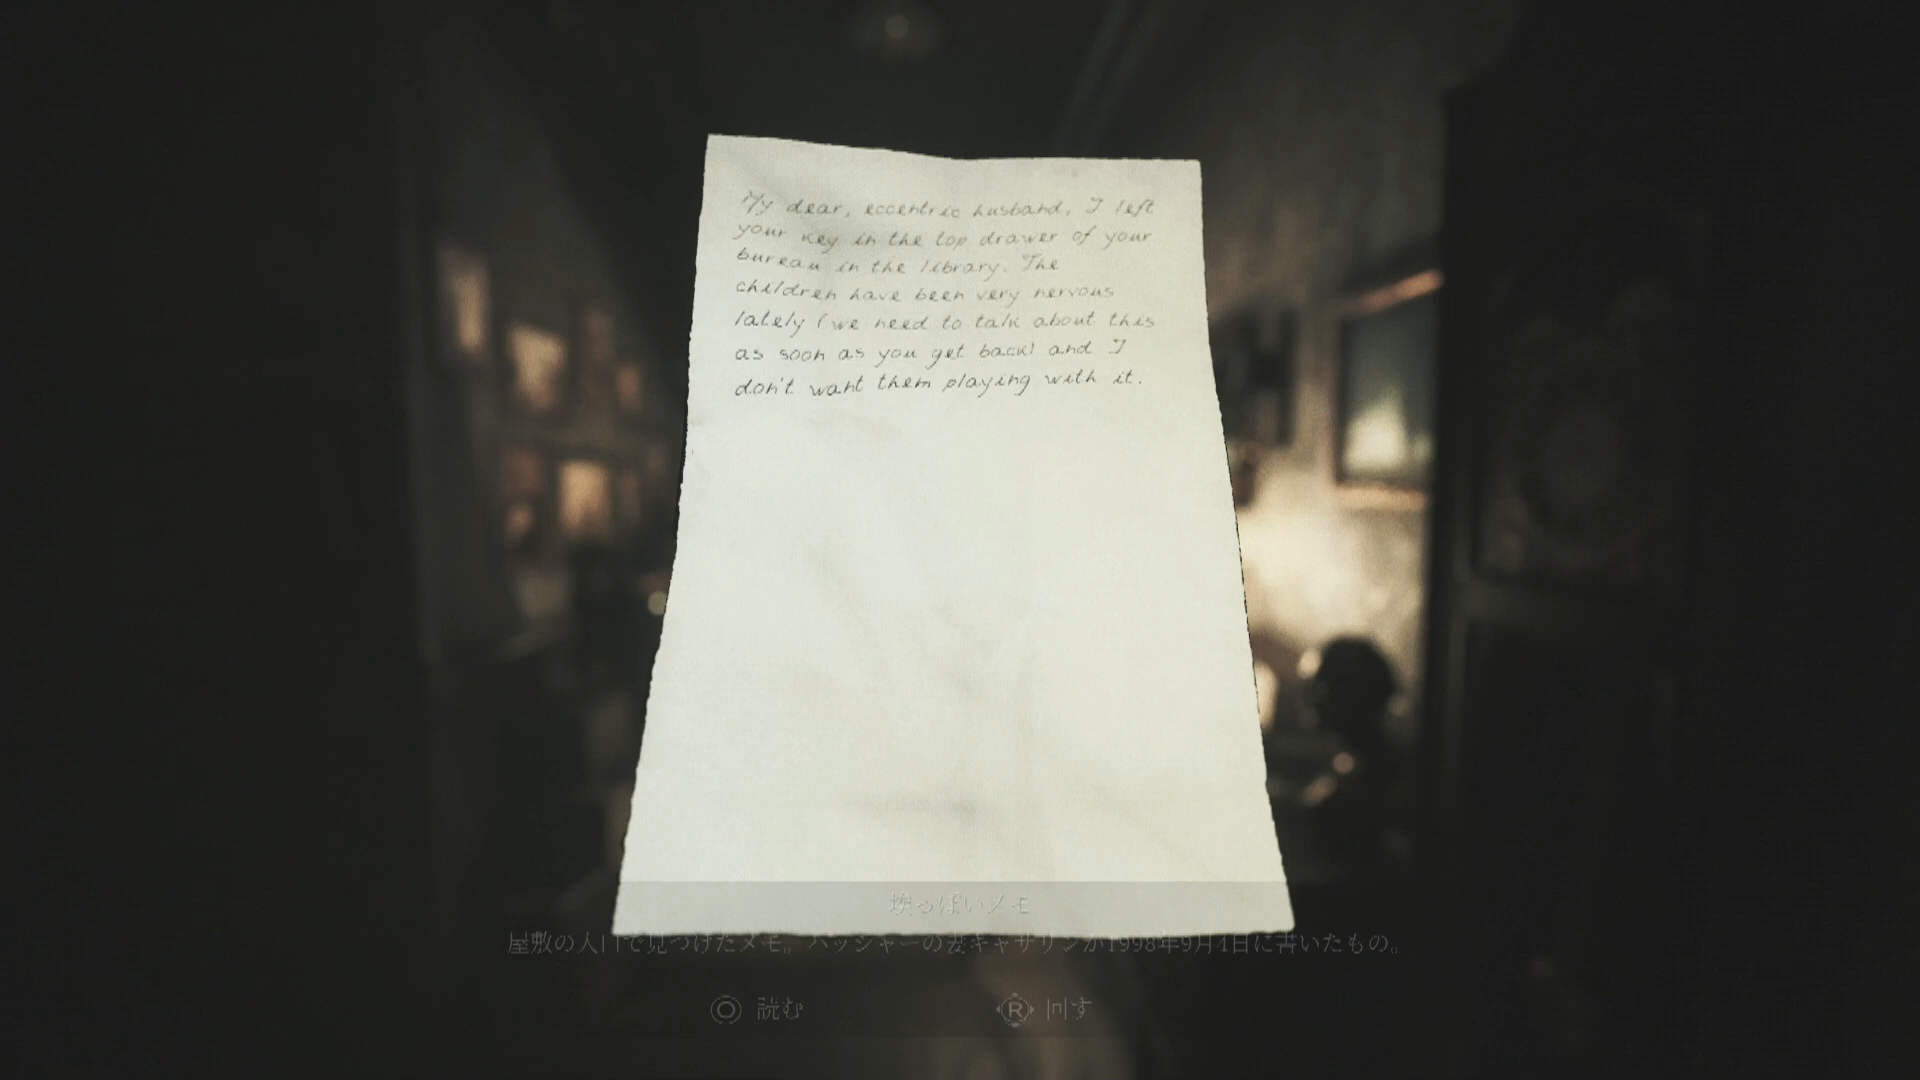 My dear, eccentric husband, I left
your key in the top drawer of your
bureau in the library. The
children have been very nervous
lately (we need to talk about this
as soon as you get back) and I
don't want them playing with it.
埃っぽいメモ
屋敷の入口で見つけたメモ。ハッシャーの妻キャサリンが1998年9月4日に書いたもの。
読む
R 回す